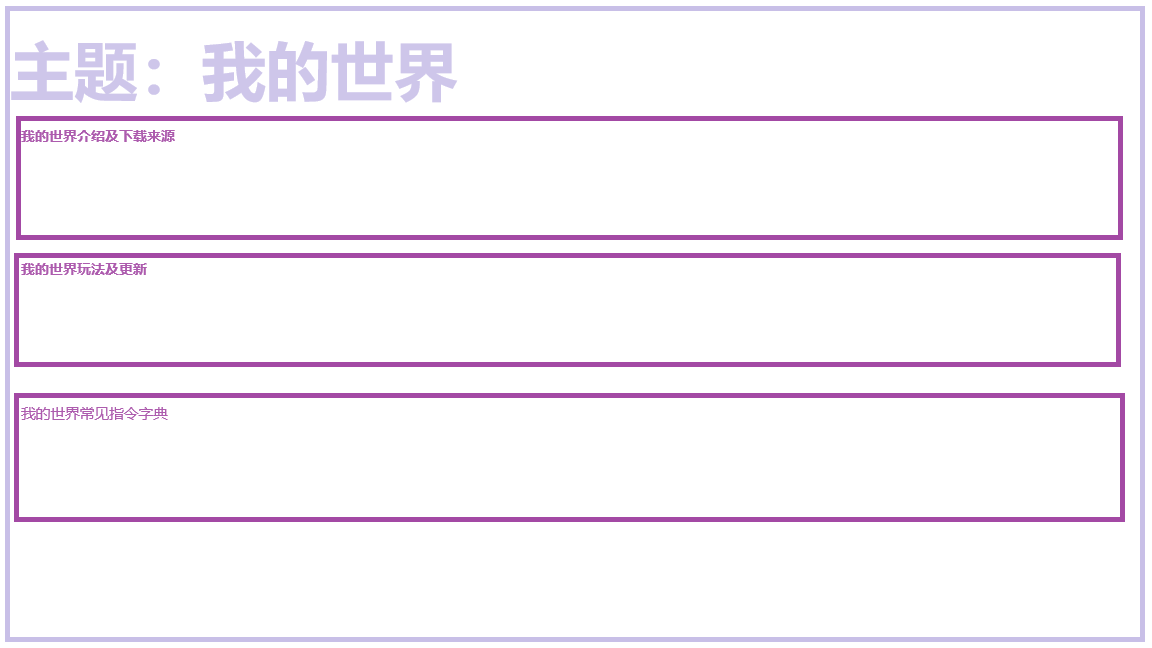 主题：我的世界
我的世界介绍及下载来源
我的世界玩法及更新
我的世界常见指令字典